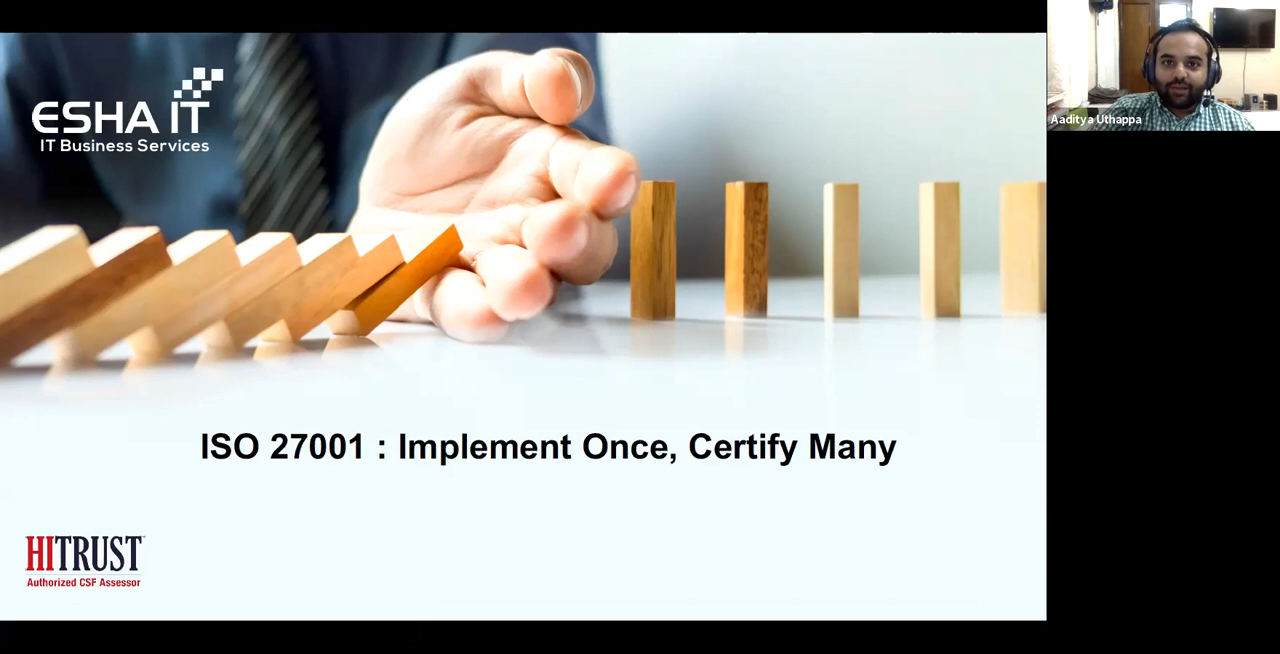 ESHA IT
IT Business Services
Aaditya Uthappa
ISO 27001 : Implement Once, Certify Many
HITRUST
Authorized CSF Assessor